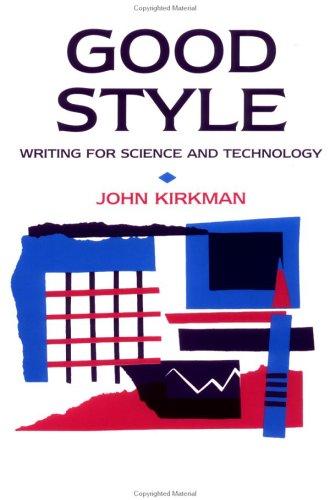 Copyrighted Material
GOOD
STYLE
WRITING FOR SCIENCE AND TECHNOLOGY
JOHN KIRKMAN
Copyrighted Material